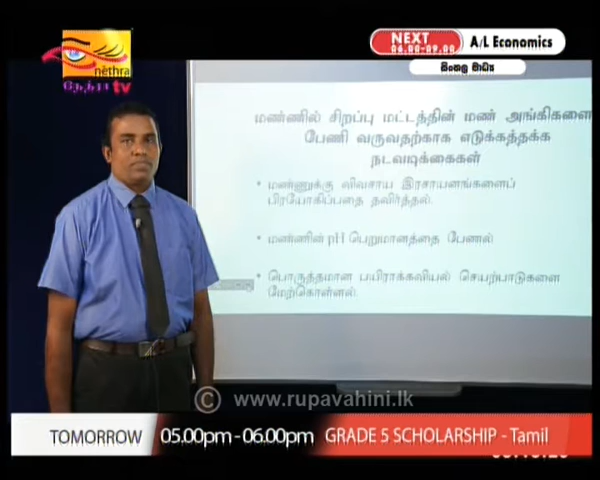 NEXT
06.00-09.00
A/L Economics
සිංහල මාධ්‍ය
nethra
நேத்ரா tv
மண்ணில் சிறப்பு மட்டத்தின் மண் அங்கிகளை
பேணி வருவதற்காக எடுக்கத்தக்க
நடவடிக்கைகள்
• மண்ணுக்கு விவசாய இரசாயனங்களைப்
பிரயோகிப்பதை தவிர்த்தல்.
• மண்ணின் pH பெறுமானத்தை பேணல்
• பொருத்தமான பயிராக்கவியல் செயற்பாடுகளை
மேற்கொள்ளல்.
© www.rupavahini.lk
TOMORROW 05.00pm - 06.00pm GRADE 5 SCHOLARSHIP - Tamil